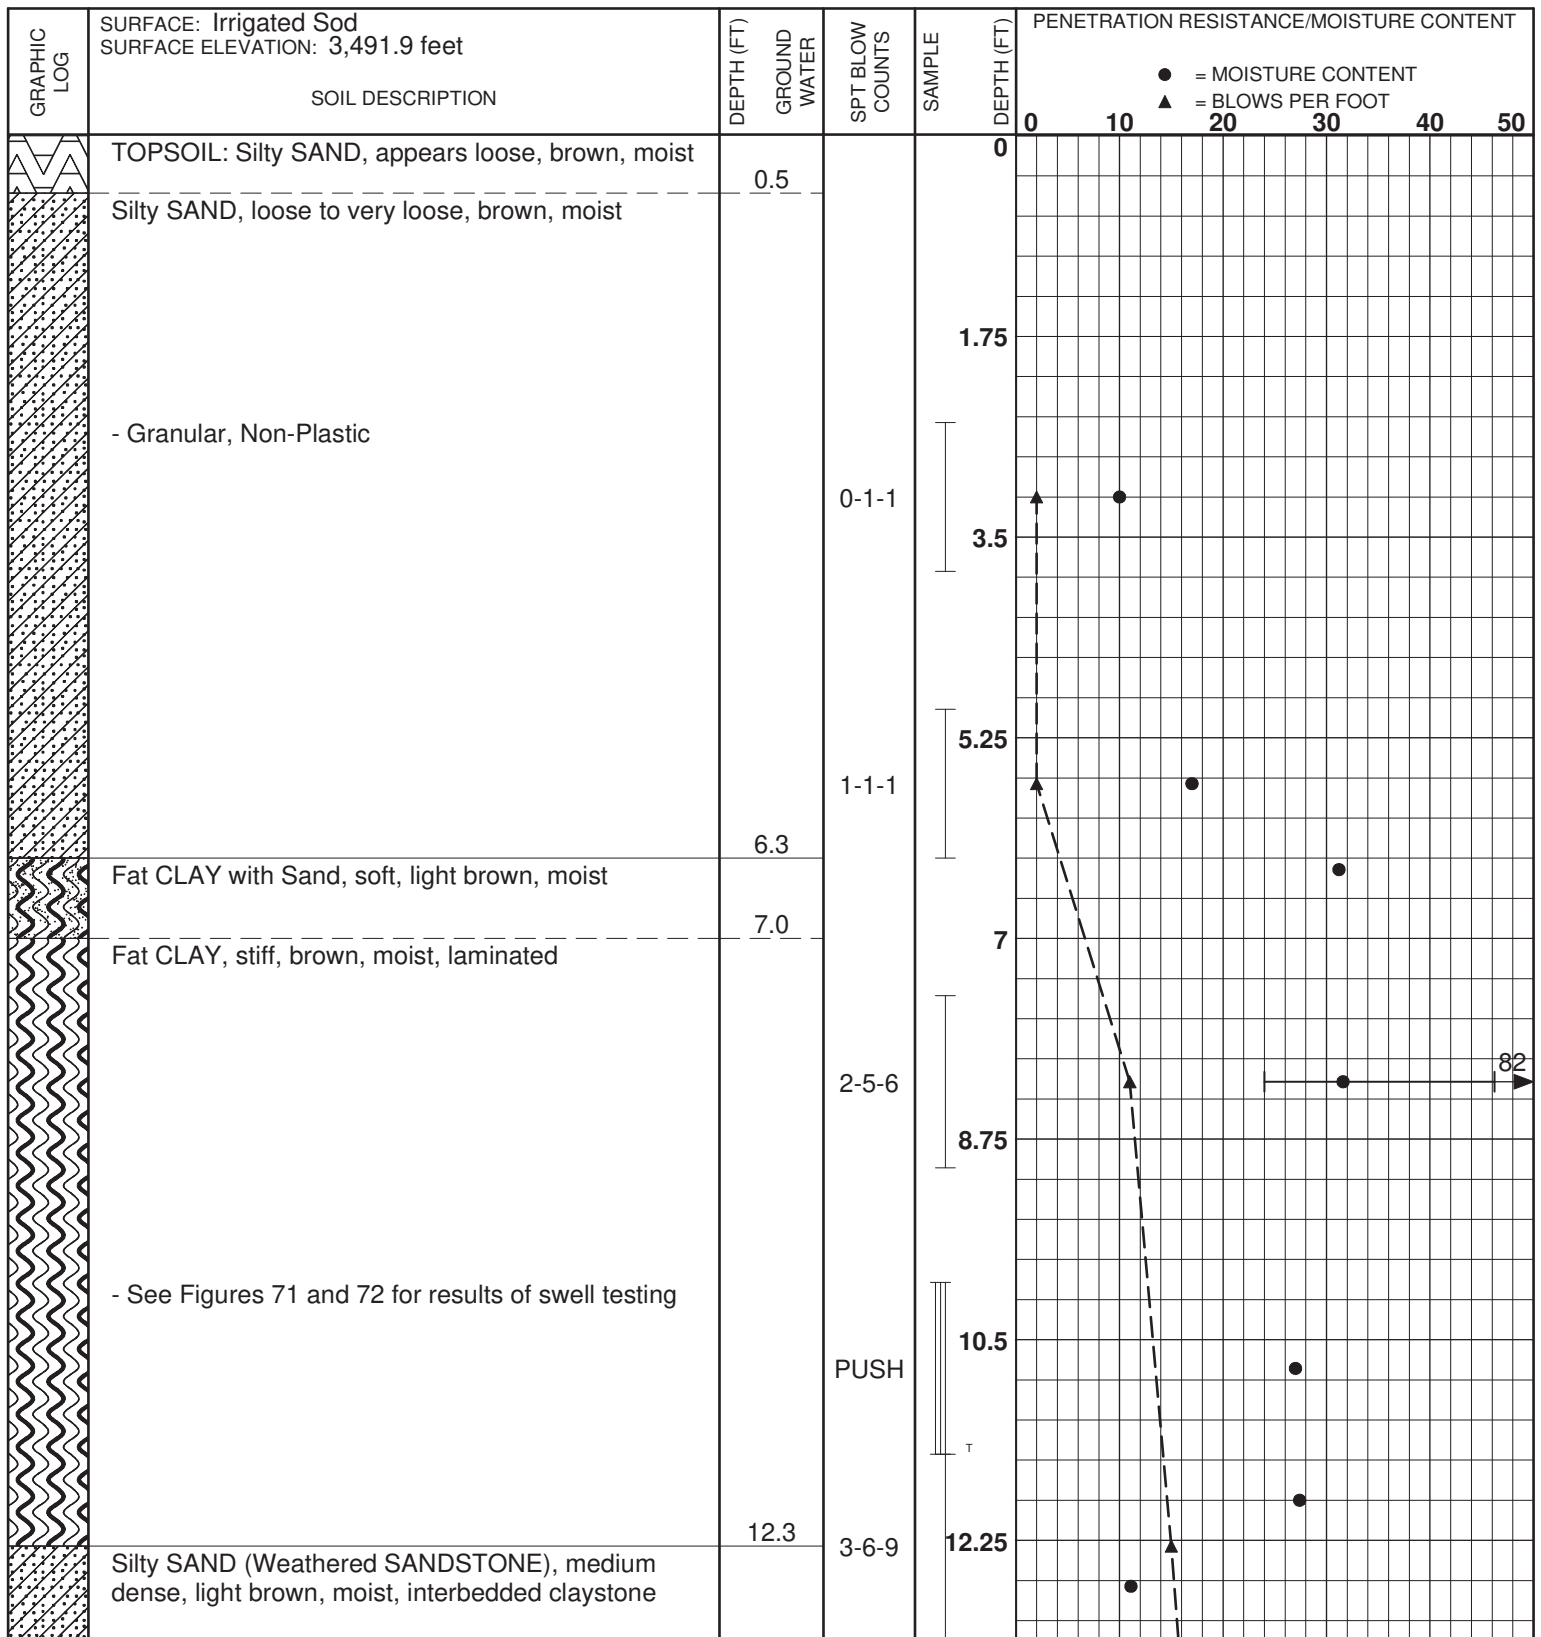 GRAPHIC
LOG
SURFACE: Irrigated Sod
SURFACE ELEVATION: 3,491.9 feet
SOIL DESCRIPTION
DEPTH (FT)
GROUND
WATER
SPT BLOW
COUNTS
SAMPLE
DEPTH (FT)
PENETRATION RESISTANCE/MOISTURE CONTENT
= MOISTURE CONTENT
= BLOWS PER FOOT
0 10 20 30 40 50
0
TOPSOIL: Silty SAND, appears loose, brown, moist
0.5
Silty SAND, loose to very loose, brown, moist
1.75
- Granular, Non-Plastic
0-1-1
3.5
5.25
1-1-1
6.3
Fat CLAY with Sand, soft, light brown, moist
7.0
7
Fat CLAY, stiff, brown, moist, laminated
82
2-5-6
8.75
- See Figures 71 and 72 for results of swell testing
10.5
PUSH
T
12.3
3-6-9
12.25
Silty SAND (Weathered SANDSTONE), medium
dense, light brown, moist, interbedded claystone